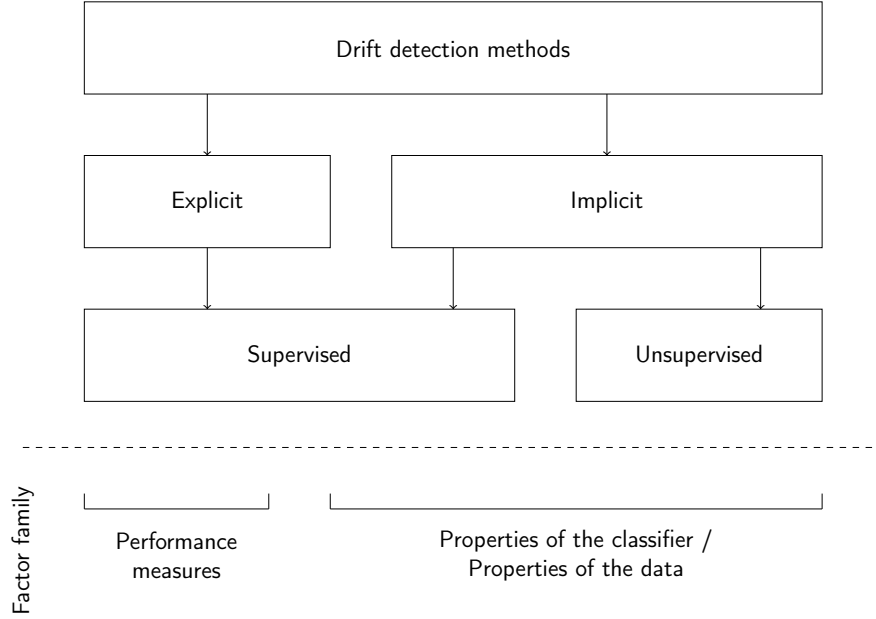 Drift detection methods
Explicit
Implicit
Supervised
Unsupervised
Factor family
Performance
measures
Properties of the classifier /
Properties of the data